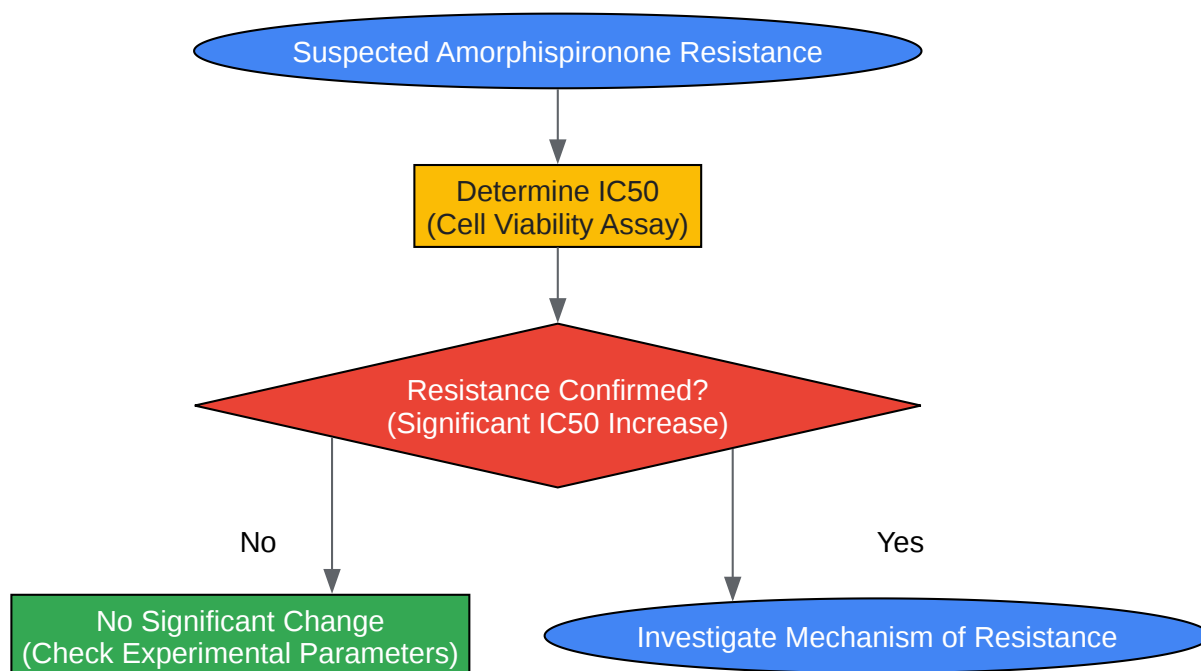 Suspected Amorphispironone Resistance
Determine IC50
(Cell Viability Assay)
Resistance Confirmed?
(Significant IC50 Increase)
No
Yes
No Significant Change
(Check Experimental Parameters)
Investigate Mechanism of Resistance